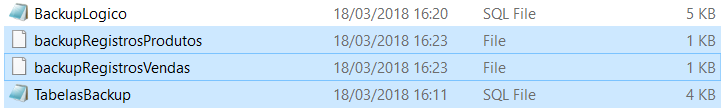 BackupLogico 18/03/2018 16:20 SQL File 5 KB
backupRegistrosProdutos 18/03/2018 16:23 File 1 KB
backupRegistrosVendas 18/03/2018 16:23 File 1 KB
TabelasBackup 18/03/2018 16:11 SQL File 4 KB